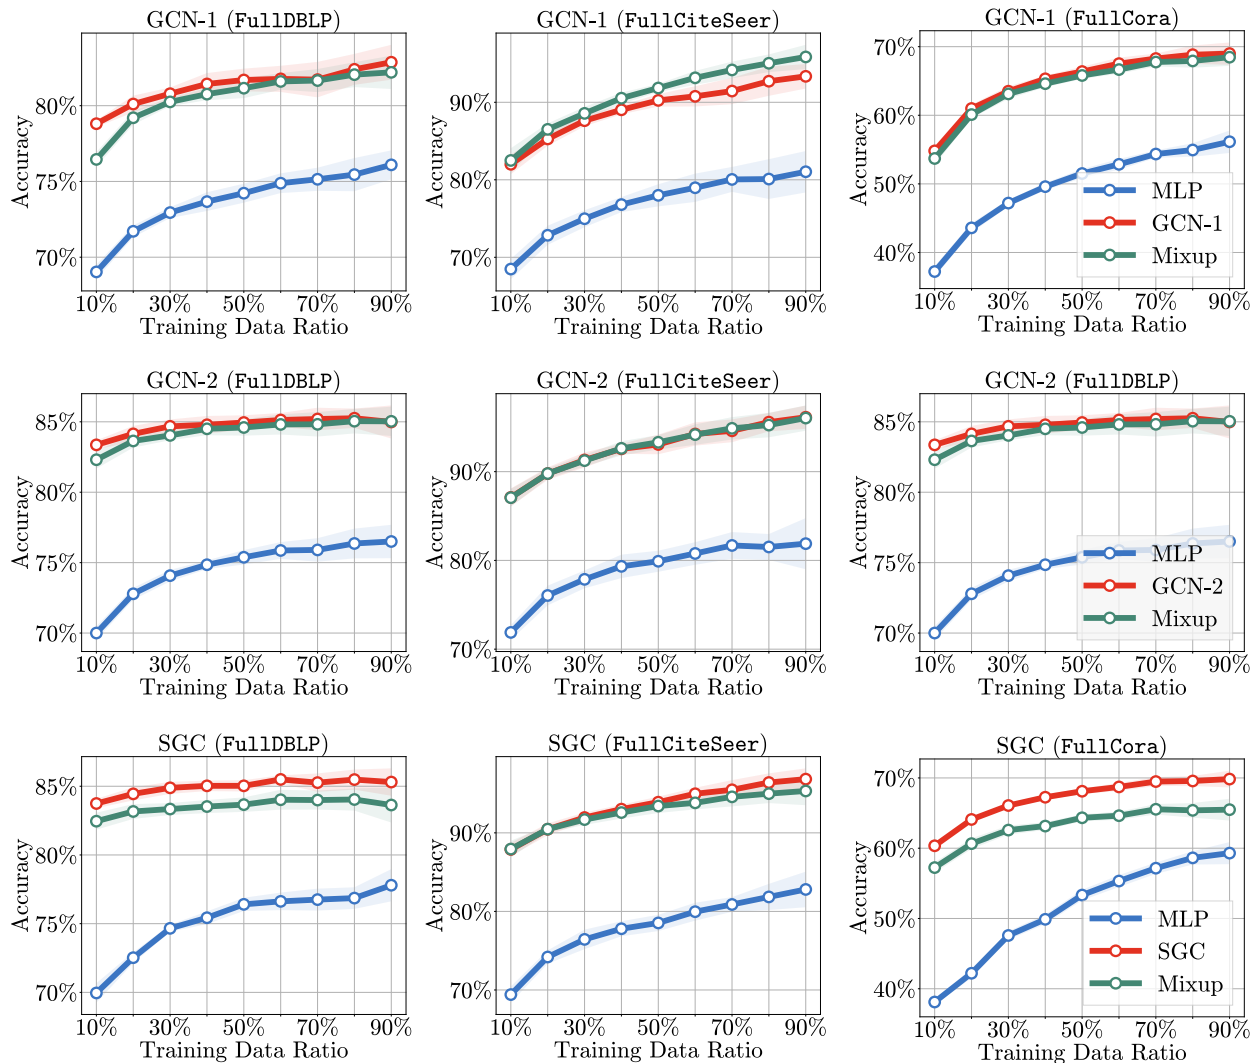 GCN-1 (FullDBLP)
Accuracy
80%
75%
70%
10% 30% 50% 70% 90%
Training Data Ratio
GCN-1 (FullCiteSeer)
Accuracy
90%
80%
70%
10% 30% 50% 70% 90%
Training Data Ratio
GCN-1 (FullCora)
Accuracy
70%
60%
50%
40%
MLP
GCN-1
Mixup
10% 30% 50% 70% 90%
Training Data Ratio
GCN-2 (FullDBLP)
Accuracy
85%
80%
75%
70%
10% 30% 50% 70% 90%
Training Data Ratio
GCN-2 (FullCiteSeer)
Accuracy
90%
80%
70%
10% 30% 50% 70% 90%
Training Data Ratio
GCN-2 (FullDBLP)
Accuracy
85%
80%
75%
70%
MLP
GCN-2
Mixup
10% 30% 50% 70% 90%
Training Data Ratio
SGC (FullDBLP)
Accuracy
85%
80%
75%
70%
10% 30% 50% 70% 90%
Training Data Ratio
SGC (FullCiteSeer)
Accuracy
90%
80%
70%
10% 30% 50% 70% 90%
Training Data Ratio
SGC (FullCora)
Accuracy
70%
60%
50%
40%
MLP
SGC
Mixup
10% 30% 50% 70% 90%
Training Data Ratio